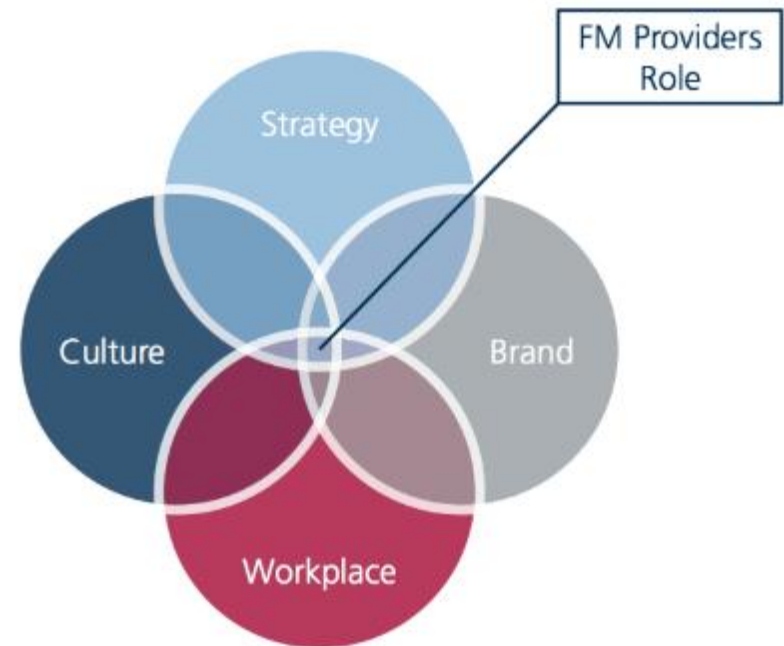 FM Providers
Role
Strategy
Culture
Brand
Workplace